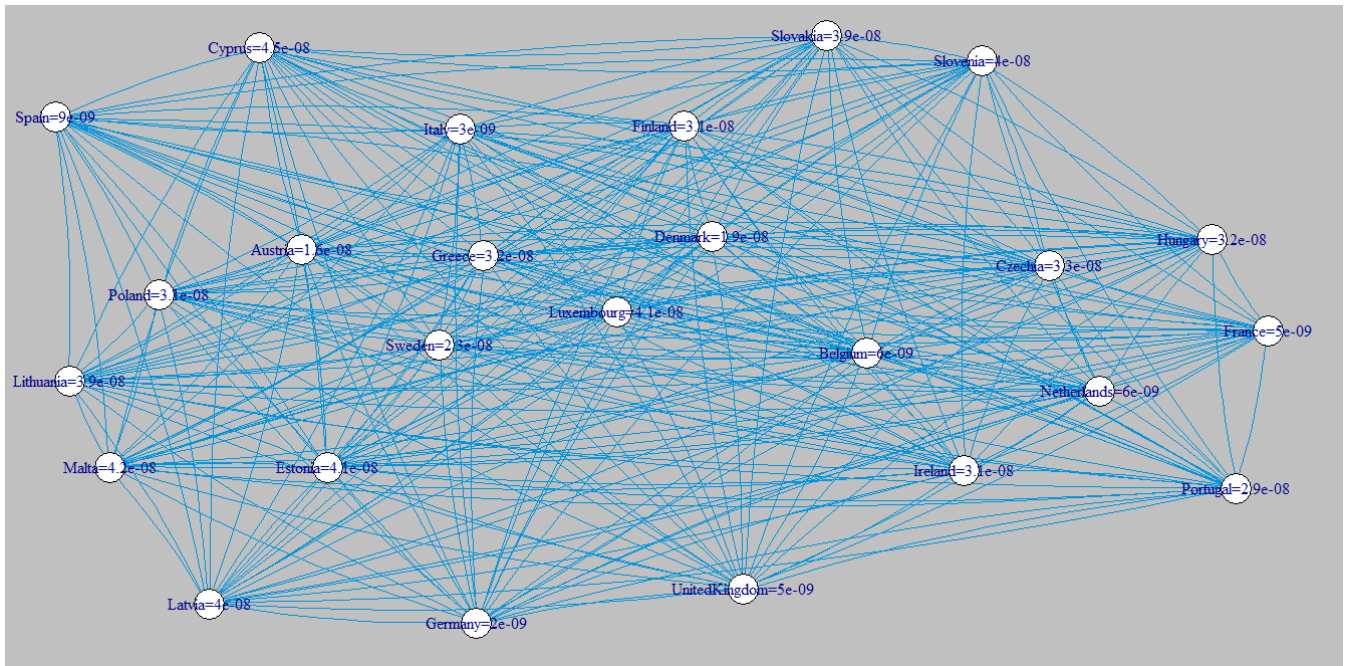 Slovakia=3.9e-08
Cyprus=4.5e-08
Slovenia=4e-08
Spain=9e-09
Italy=3e-09
Finland=3.1e-08
Denmark=1.9e-08
Hungary=3.2e-08
Austria=1.6e-08
Greece=3.2e-08
Czechia=3.3e-08
Poland=3.1e-08
Luxembourg=4.1e-08
France=5e-09
Sweden=2.3e-08
Belgium=6e-09
Lithuania=3.9e-08
Netherlands=6e-09
Malta=4.2e-08
Estonia=4.1e-08
Ireland=3.1e-08
Portugal=2.9e-08
UnitedKingdom=5e-09
Latvia=4e-08
Germany=2e-09